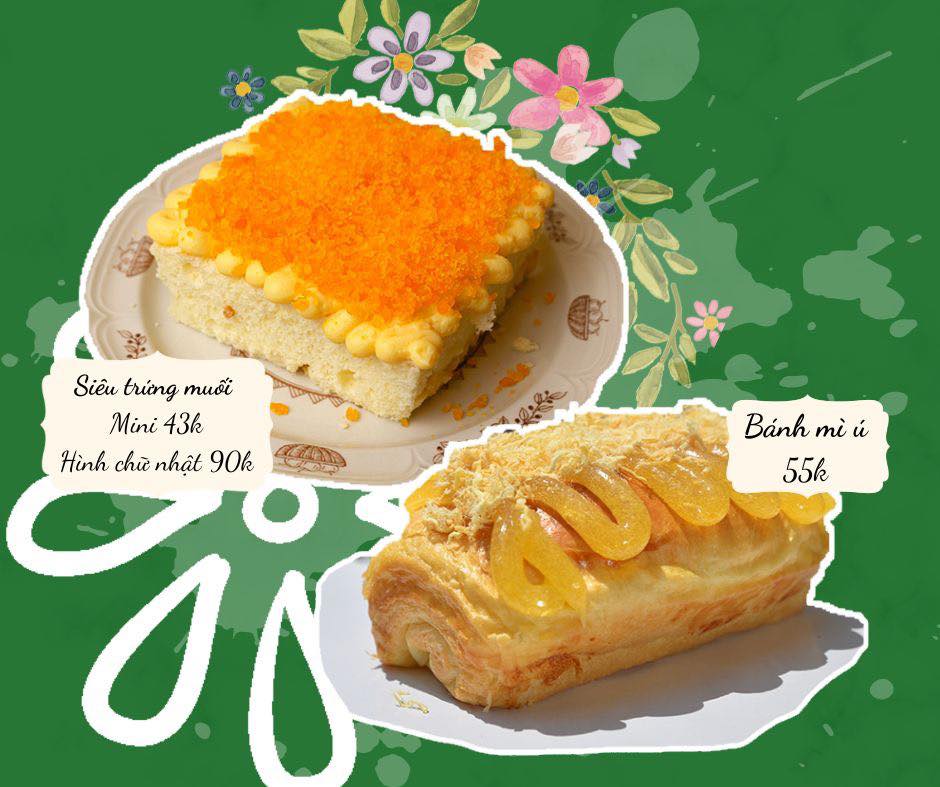 Siêu trứng muối
Mini 43k
Hình chữ nhật 90k
Bánh mì ú
55k